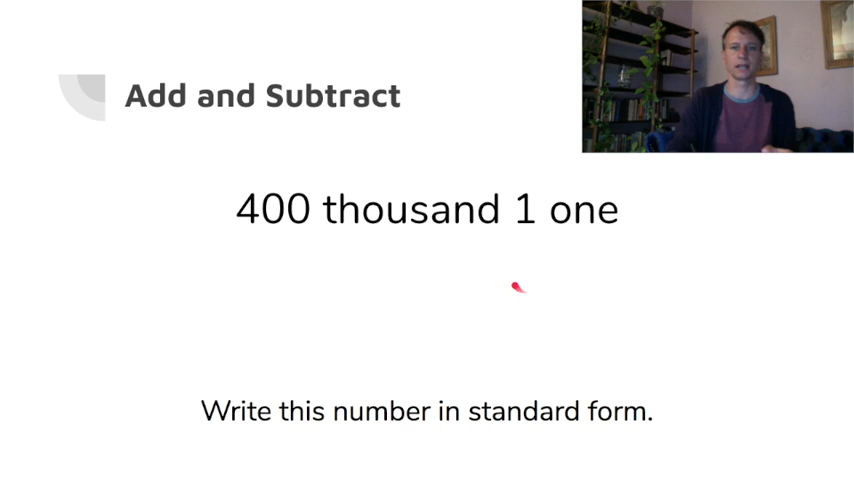 Add and Subtract
400 thousand 1 one
Write this number in standard form.